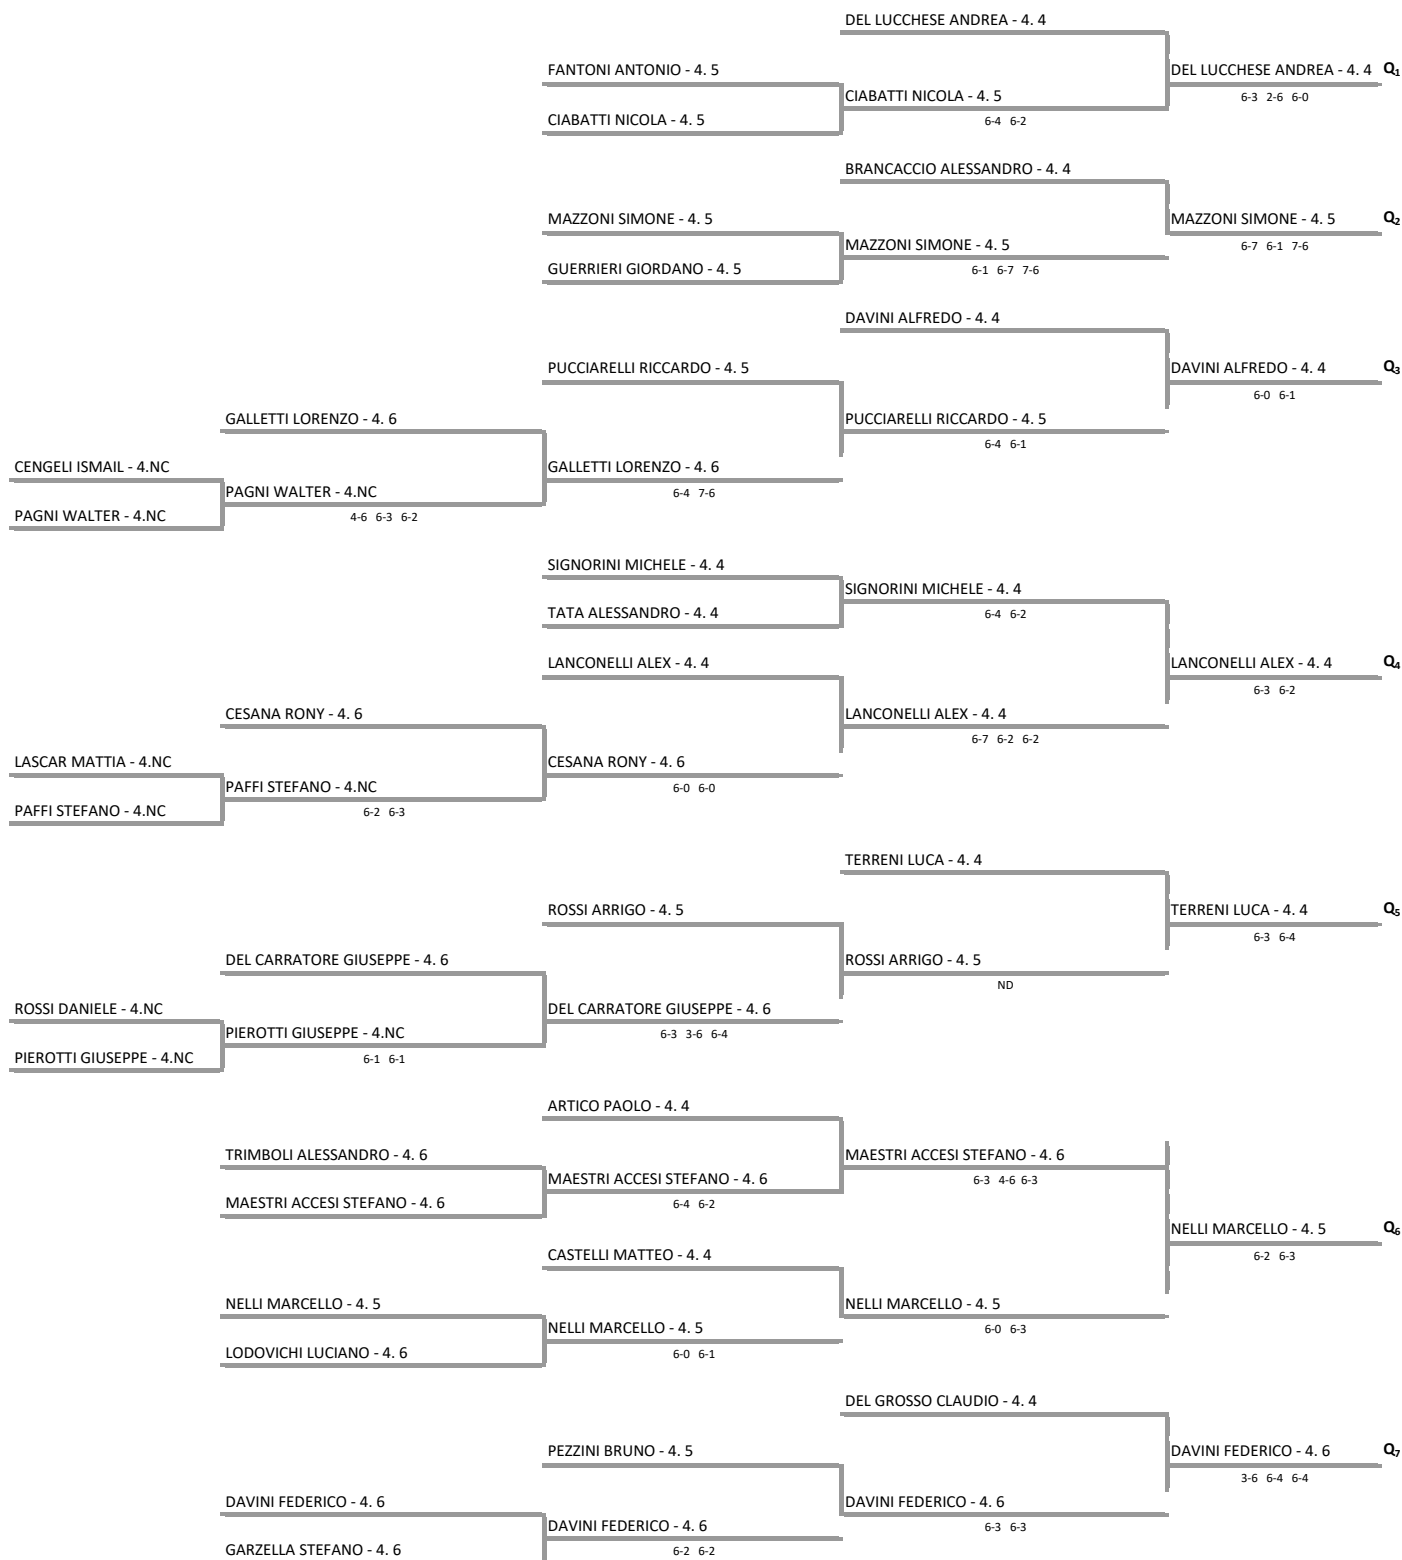 DEL LUCCHESE ANDREA - 4. 4
FANTONI ANTONIO - 4. 5
DEL LUCCHESE ANDREA - 4. 4 Q₁
CIABATTI NICOLA - 4. 5
6-3 2-6 6-0
CIABATTI NICOLA - 4. 5
6-4 6-2
BRANCACCIO ALESSANDRO - 4. 4
MAZZONI SIMONE - 4. 5
MAZZONI SIMONE - 4. 5 Q₂
MAZZONI SIMONE - 4. 5
6-7 6-1 7-6
GUERRIERI GIORDANO - 4. 5
6-1 6-7 7-6
DAVINI ALFREDO - 4. 4
PUCCIARELLI RICCARDO - 4. 5
DAVINI ALFREDO - 4. 4 Q₃
6-0 6-1
GALLETTI LORENZO - 4. 6
PUCCIARELLI RICCARDO - 4. 5
6-4 6-1
CENGELI ISMAIL - 4.NC
GALLETTI LORENZO - 4. 6
PAGNI WALTER - 4.NC
6-4 7-6
PAGNI WALTER - 4.NC
4-6 6-3 6-2
SIGNORINI MICHELE - 4. 4
SIGNORINI MICHELE - 4. 4
TATA ALESSANDRO - 4. 4
6-4 6-2
LANCONELLI ALEX - 4. 4
LANCONELLI ALEX - 4. 4 Q₄
6-3 6-2
CESANA RONY - 4. 6
LANCONELLI ALEX - 4. 4
6-7 6-2 6-2
LASCAR MATTIA - 4.NC
CESANA RONY - 4. 6
PAFFI STEFANO - 4.NC
6-0 6-0
PAFFI STEFANO - 4.NC
6-2 6-3
TERRENI LUCA - 4. 4
ROSSI ARRIGO - 4. 5
TERRENI LUCA - 4. 4 Q₅
6-3 6-4
DEL CARRATORE GIUSEPPE - 4. 6
ROSSI ARRIGO - 4. 5
ND
ROSSI DANIELE - 4.NC
DEL CARRATORE GIUSEPPE - 4. 6
PIEROTTI GIUSEPPE - 4.NC
6-3 3-6 6-4
PIEROTTI GIUSEPPE - 4.NC
6-1 6-1
ARTICO PAOLO - 4. 4
TRIMBOLI ALESSANDRO - 4. 6
MAESTRI ACCESI STEFANO - 4. 6
MAESTRI ACCESI STEFANO - 4. 6
6-3 4-6 6-3
MAESTRI ACCESI STEFANO - 4. 6
6-4 6-2
NELLI MARCELLO - 4. 5 Q₆
CASTELLI MATTEO - 4. 4
6-2 6-3
NELLI MARCELLO - 4. 5
NELLI MARCELLO - 4. 5
NELLI MARCELLO - 4. 5
6-0 6-3
LODOVICHI LUCIANO - 4. 6
6-0 6-1
DEL GROSSO CLAUDIO - 4. 4
PEZZINI BRUNO - 4. 5
DAVINI FEDERICO - 4. 6 Q₇
3-6 6-4 6-4
DAVINI FEDERICO - 4. 6
DAVINI FEDERICO - 4. 6
DAVINI FEDERICO - 4. 6
6-3 6-3
GARZELLA STEFANO - 4. 6
6-2 6-2